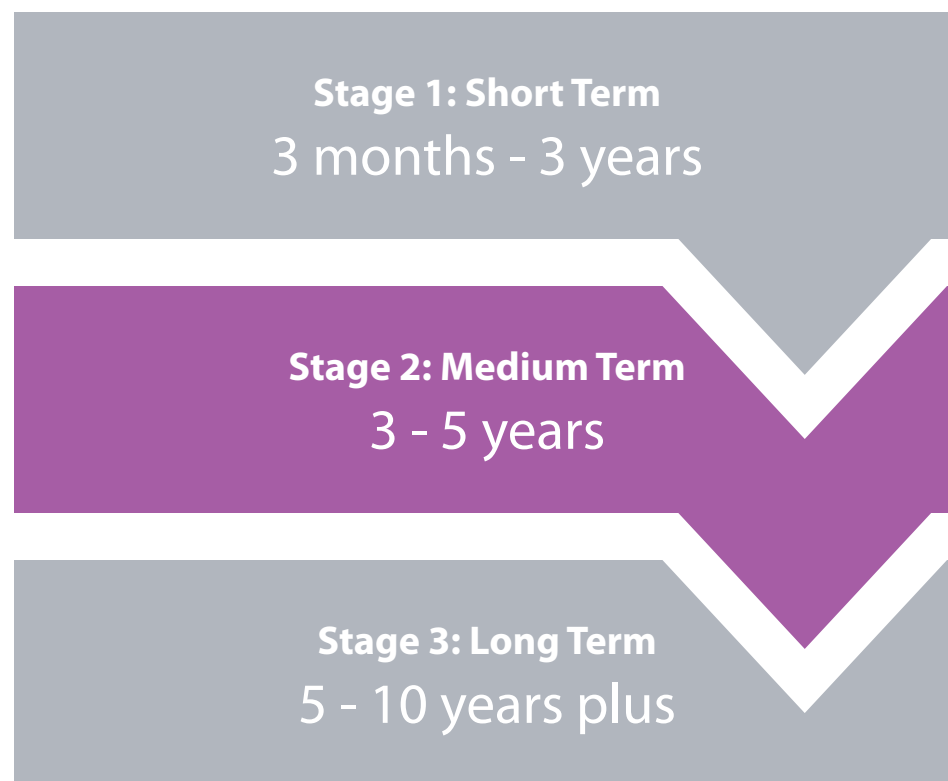 Stage 1: Short Term
3 months - 3 years
Stage 2: Medium Term
3 - 5 years
Stage 3: Long Term
5 - 10 years plus